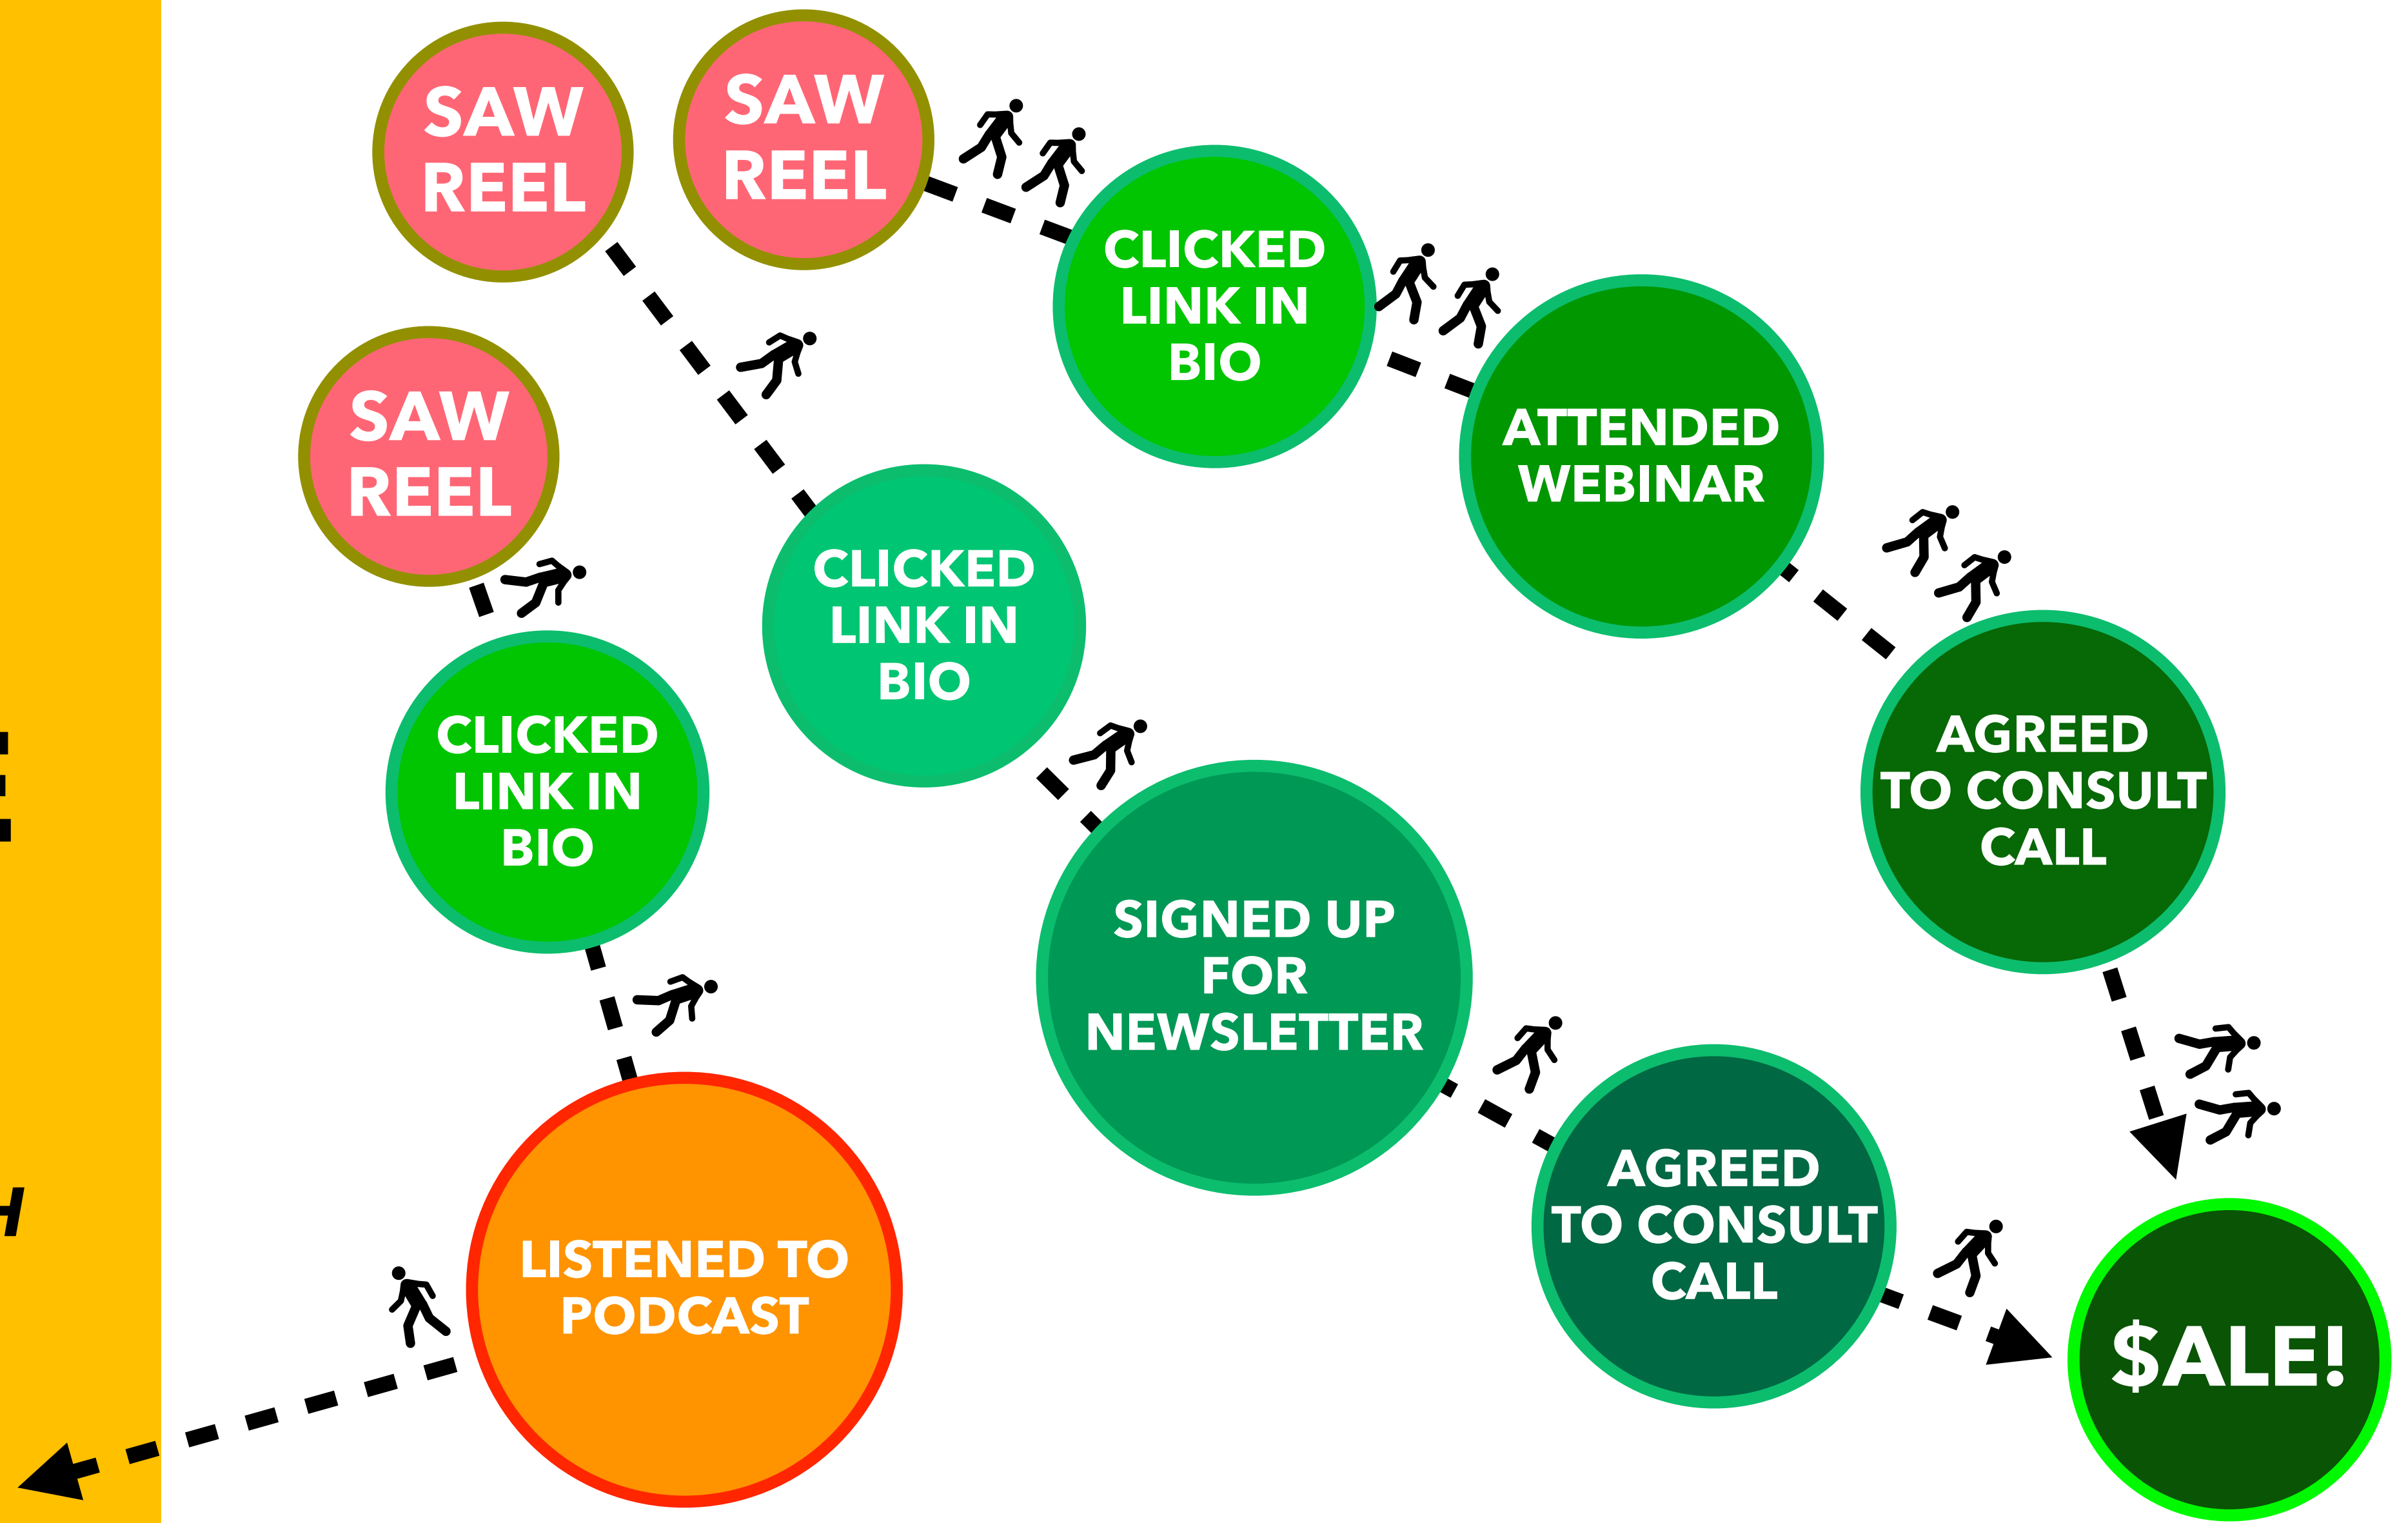 SAW
REEL
SAW
REEL
CLICKED
LINK IN
BIO
ATTENDED
WEBINAR
SAW
REEL
CLICKED
LINK IN
BIO
CLICKED
LINK IN
BIO
AGREED
TO CONSULT
CALL
SIGNED UP
FOR
NEWSLETTER
AGREED
TO CONSULT
CALL
LISTENED TO
PODCAST
$ALE!